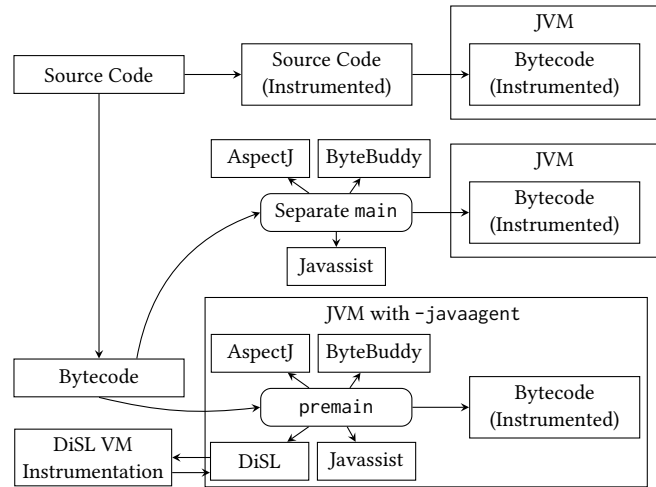 JVM
Source Code
Source Code
(Instrumented)
Bytecode
(Instrumented)
AspectJ
ByteBuddy
JVM
Separate main
Bytecode
(Instrumented)
Javassist
JVM with -javaagent
AspectJ
ByteBuddy
Bytecode
premain
Bytecode
(Instrumented)
DiSL VM
Instrumentation
DiSL
Javassist